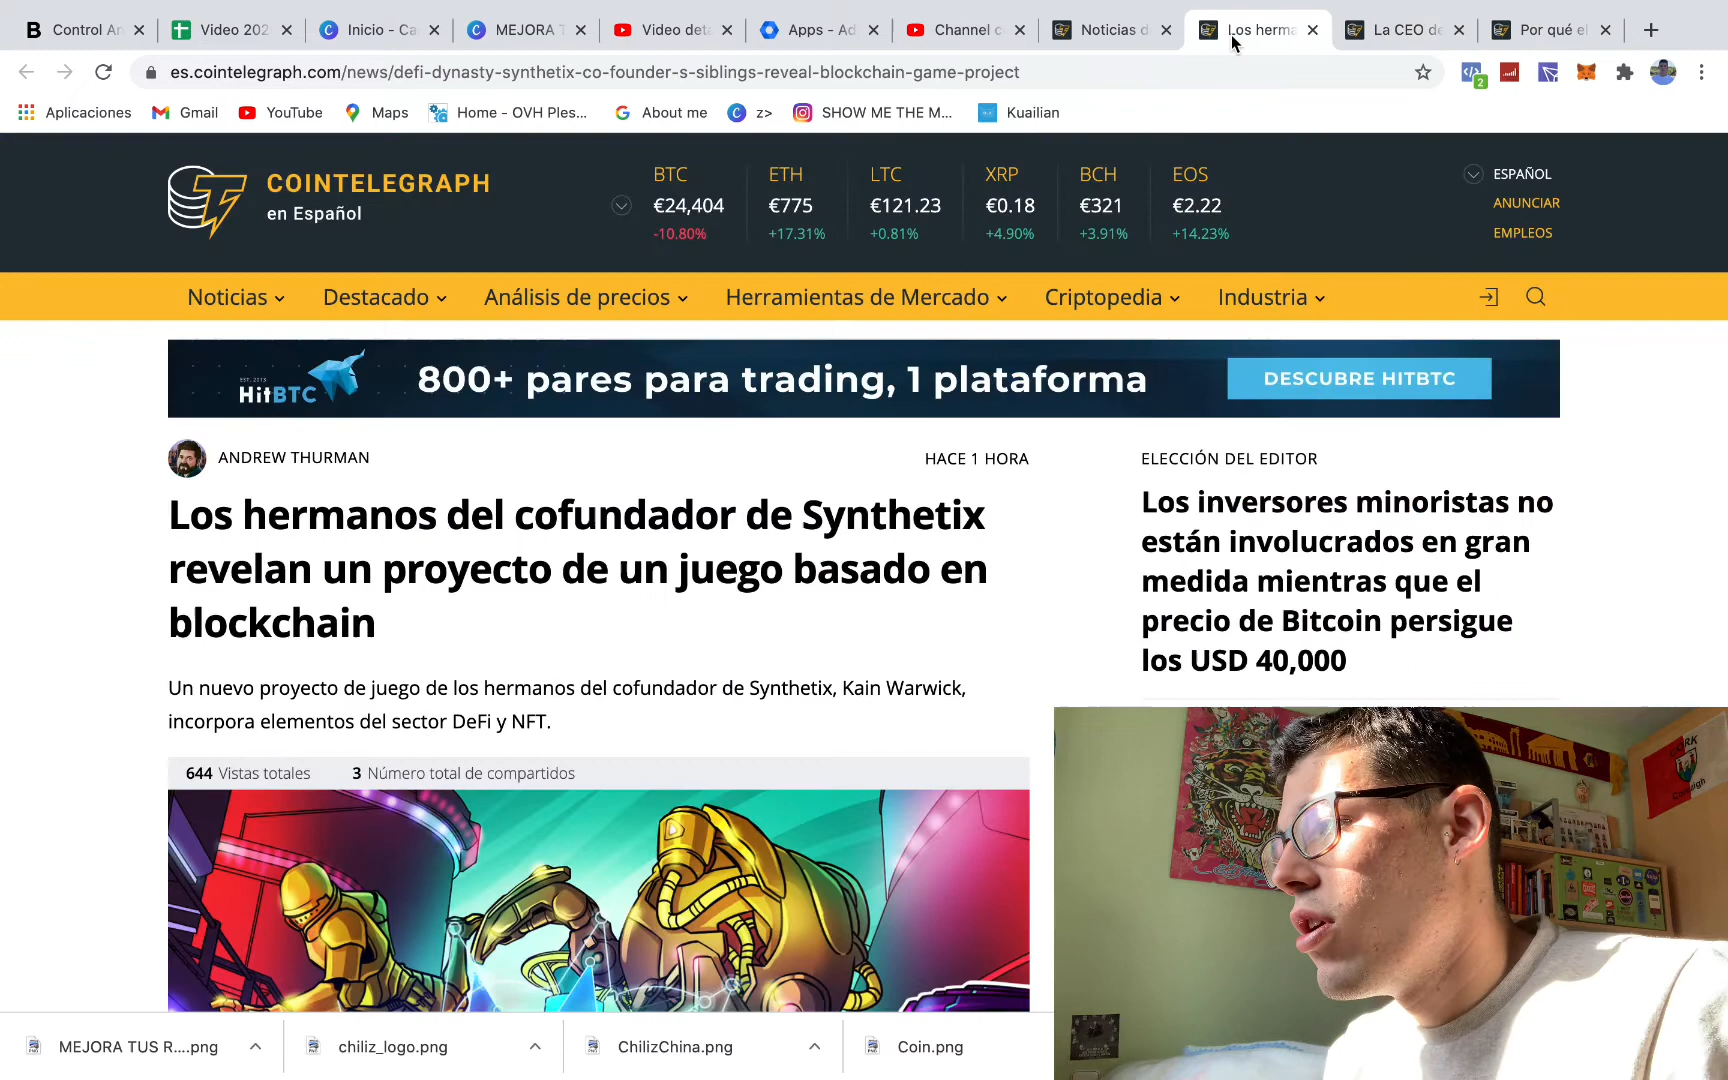 Control An
Video 202
Inicio - Ca
MEJORA T
Video deta
Apps - Ad
Channel c
Noticias d
Los herma
La CEO de
Por qué el
es.cointelegraph.com/news/defi-dynasty-synthetix-co-founder-s-siblings-reveal-blockchain-game-project
2
Aplicaciones
Gmail
YouTube
Maps
Home - OVH Ples...
About me
z>
SHOW ME THE M...
Kuailian
COINTELEGRAPH
en Español
BTC
€24,404
-10.80%
ETH
€775
+17.31%
LTC
€121.23
+0.81%
XRP
€0.18
+4.90%
BCH
€321
+3.91%
EOS
€2.22
+14.23%
ESPAÑOL
ANUNCIAR
EMPLEOS
Noticias
Destacado
Análisis de precios
Herramientas de Mercado
Criptopedia
Industria
EST. 2013
HitBTC
800+ pares para trading, 1 plataforma
DESCUBRE HITBTC
ANDREW THURMAN
HACE 1 HORA
Los hermanos del cofundador de Synthetix
revelan un proyecto de un juego basado en
blockchain
Un nuevo proyecto de juego de los hermanos del cofundador de Synthetix, Kain Warwick,
incorpora elementos del sector DeFi y NFT.
644 Vistas totales
3 Número total de compartidos
ELECCIÓN DEL EDITOR
Los inversores minoristas no
están involucrados en gran
medida mientras que el
precio de Bitcoin persigue
los USD 40,000
CORK
MEJORA TUS R....png
chiliz_logo.png
ChilizChina.png
Coin.png